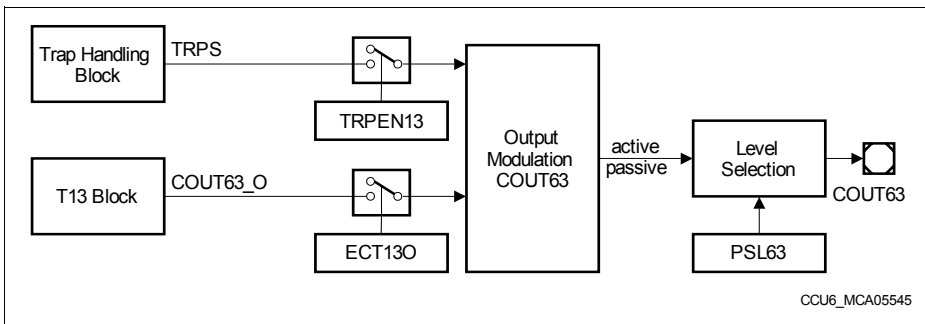 Trap Handling
Block
TRPS
TRPEN13
T13 Block
COUT63_O
ECT13O
Output
Modulation
COUT63
active
passive
Level
Selection
COUT63
PSL63
CCU6_MCA05545